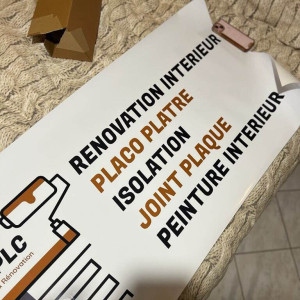 RENOVATION INTERIEUR
PLACO PLATRE
ISOLATION
JOINT PLAQUE
PEINTURE INTERIEUR
PLC
Rénovation